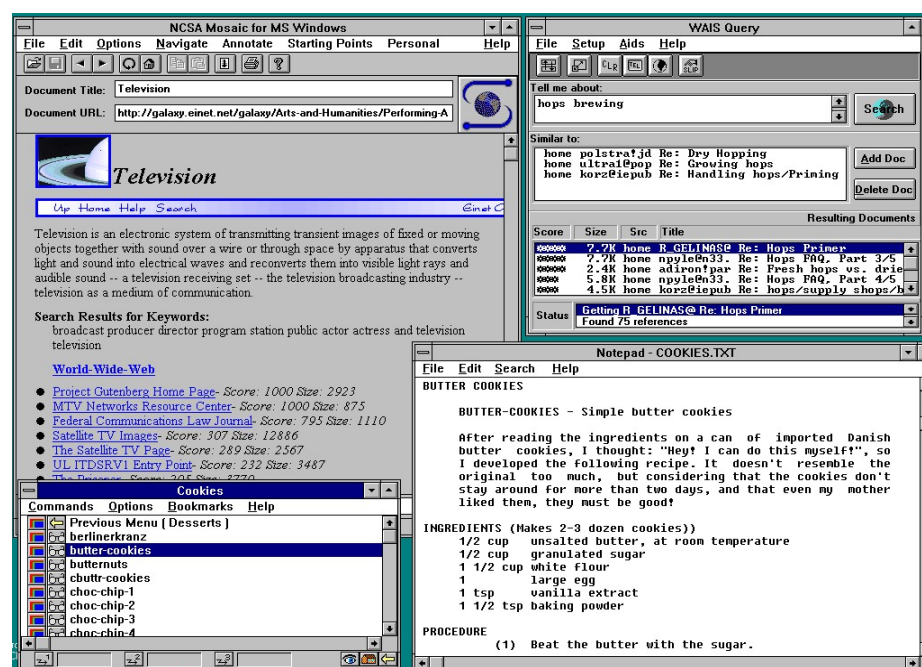 NCSA Mosaic for MS Windows
File Edit Options Navigate Annotate Starting Points Personal Help
Document Title: Television
Document URL: http://galaxy.einet.net/galaxy/Arts-and-Humanities/Performing-A
Television
Up Home Help Search Einet
Television is an electronic system of transmitting transient images of fixed or moving
objects together with sound over a wire or through space by apparatus that converts
light and sound into electrical waves and reconverts them into visible light rays and
audible sound -- a television receiving set -- the television broadcasting industry --
television as a medium of communication.
Search Results for Keywords:
broadcast producer director program station public actor actress and television
television
World-Wide-Web
Project Gutenberg Home Page- Score: 1000 Size: 2923
MTV Networks Resource Center- Score: 1000 Size: 875
Federal Communications Law Journal- Score: 795 Size: 1110
Satellite TV Images- Score: 307 Size: 12886
The Satellite TV Page- Score: 289 Size: 2567
UL ITDSRV1 Entry Point- Score: 232 Size: 3487
The Prisoner- Score: 205 Size: 3770
WAIS Query
File Setup Aids Help
CLR TEL SLIP
Tell me about:
hops brewing
Search
Similar to:
home polstra!jd Re: Dry Hopping
home ultra1@pop Re: Growing hops
home korz@iepub Re: Handling hops/Priming
Add Doc
Delete Doc
Resulting Documents
Score Size Src Title
7.7K home R_GELINAS@ Re: Hops Primer
7.7K home npyle@n33. Re: Hops FAQ, Part 3/5
2.4K home adiron!par Re: Fresh hops vs. drie
5.8K home npyle@n33. Re: Hops FAQ, Part 4/5
4.5K home korz@iepub Re: hops/supply shops/b
Status Getting R_GELINAS@ Re: Hops Primer
Found 75 references
Cookies
Commands Options Bookmarks Help
Previous Menu ( Desserts )
berlinerkranz
butter-cookies
butternuts
cbuttr-cookies
choc-chip-1
choc-chip-2
choc-chip-3
choc-chip-4
Notepad - COOKIES.TXT
File Edit Search Help
BUTTER COOKIES
BUTTER-COOKIES - Simple butter cookies
After reading the ingredients on a can of imported Danish
butter cookies, I thought: "Hey! I can do this myself!", so
I developed the following recipe. It doesn't resemble the
original too much, but considering that the cookies don't
stay around for more than two days, and that even my mother
liked them, they must be good!
INGREDIENTS (Makes 2-3 dozen cookies))
1/2 cup unsalted butter, at room temperature
1/2 cup granulated sugar
1 1/2 cup white flour
1 large egg
1 tsp vanilla extract
1 1/2 tsp baking powder
PROCEDURE
(1) Beat the butter with the sugar.